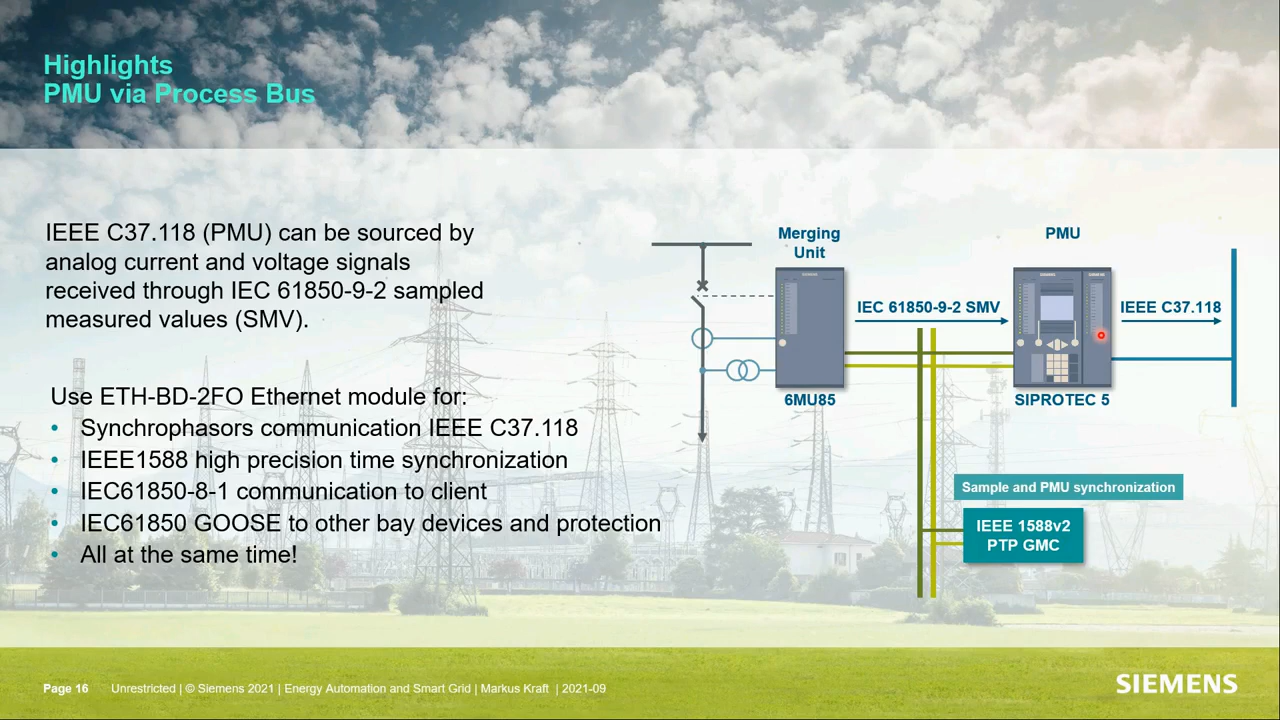 Highlights
PMU via Process Bus
IEEE C37.118 (PMU) can be sourced by
analog current and voltage signals
received through IEC 61850-9-2 sampled
measured values (SMV).
Use ETH-BD-2FO Ethernet module for:
• Synchrophasors communication IEEE C37.118
• IEEE1588 high precision time synchronization
• IEC61850-8-1 communication to client
• IEC61850 GOOSE to other bay devices and protection
• All at the same time!
Merging
Unit
PMU
IEC 61850-9-2 SMV
IEEE C37.118
6MU85
SIPROTEC 5
Sample and PMU synchronization
IEEE 1588v2
PTP GMC
Page 16 Unrestricted | © Siemens 2021 | Energy Automation and Smart Grid | Markus Kraft | 2021-09
SIEMENS